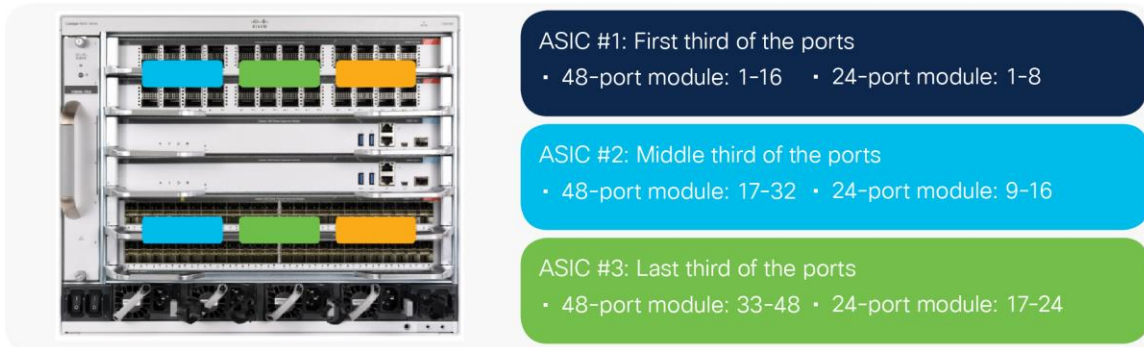 ASIC #1: First third of the ports
· 48-port module: 1-16 · 24-port module: 1-8
ASIC #2: Middle third of the ports
· 48-port module: 17-32 · 24-port module: 9-16
ASIC #3: Last third of the ports
· 48-port module: 33-48 · 24-port module: 17-24